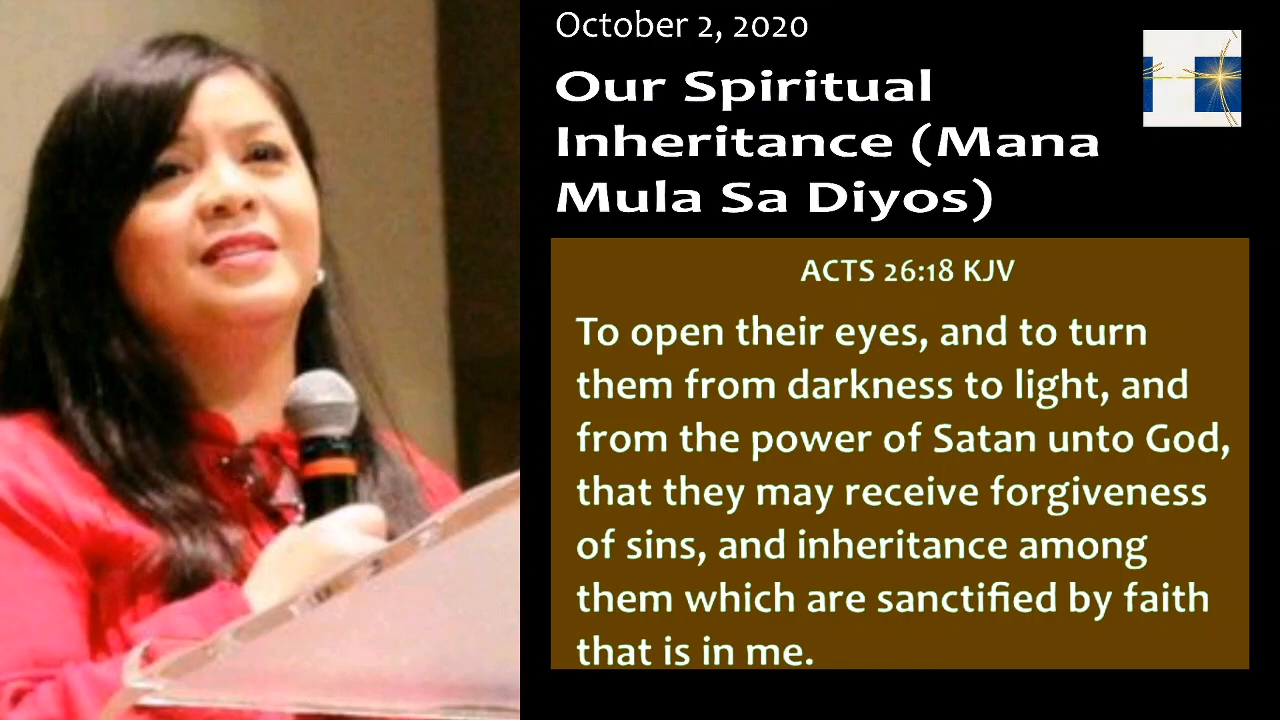 October 2, 2020
Our Spiritual
Inheritance (Mana
Mula Sa Diyos)
ACTS 26:18 KJV
To open their eyes, and to turn
them from darkness to light, and
from the power of Satan unto God,
that they may receive forgiveness
of sins, and inheritance among
them which are sanctified by faith
that is in me.